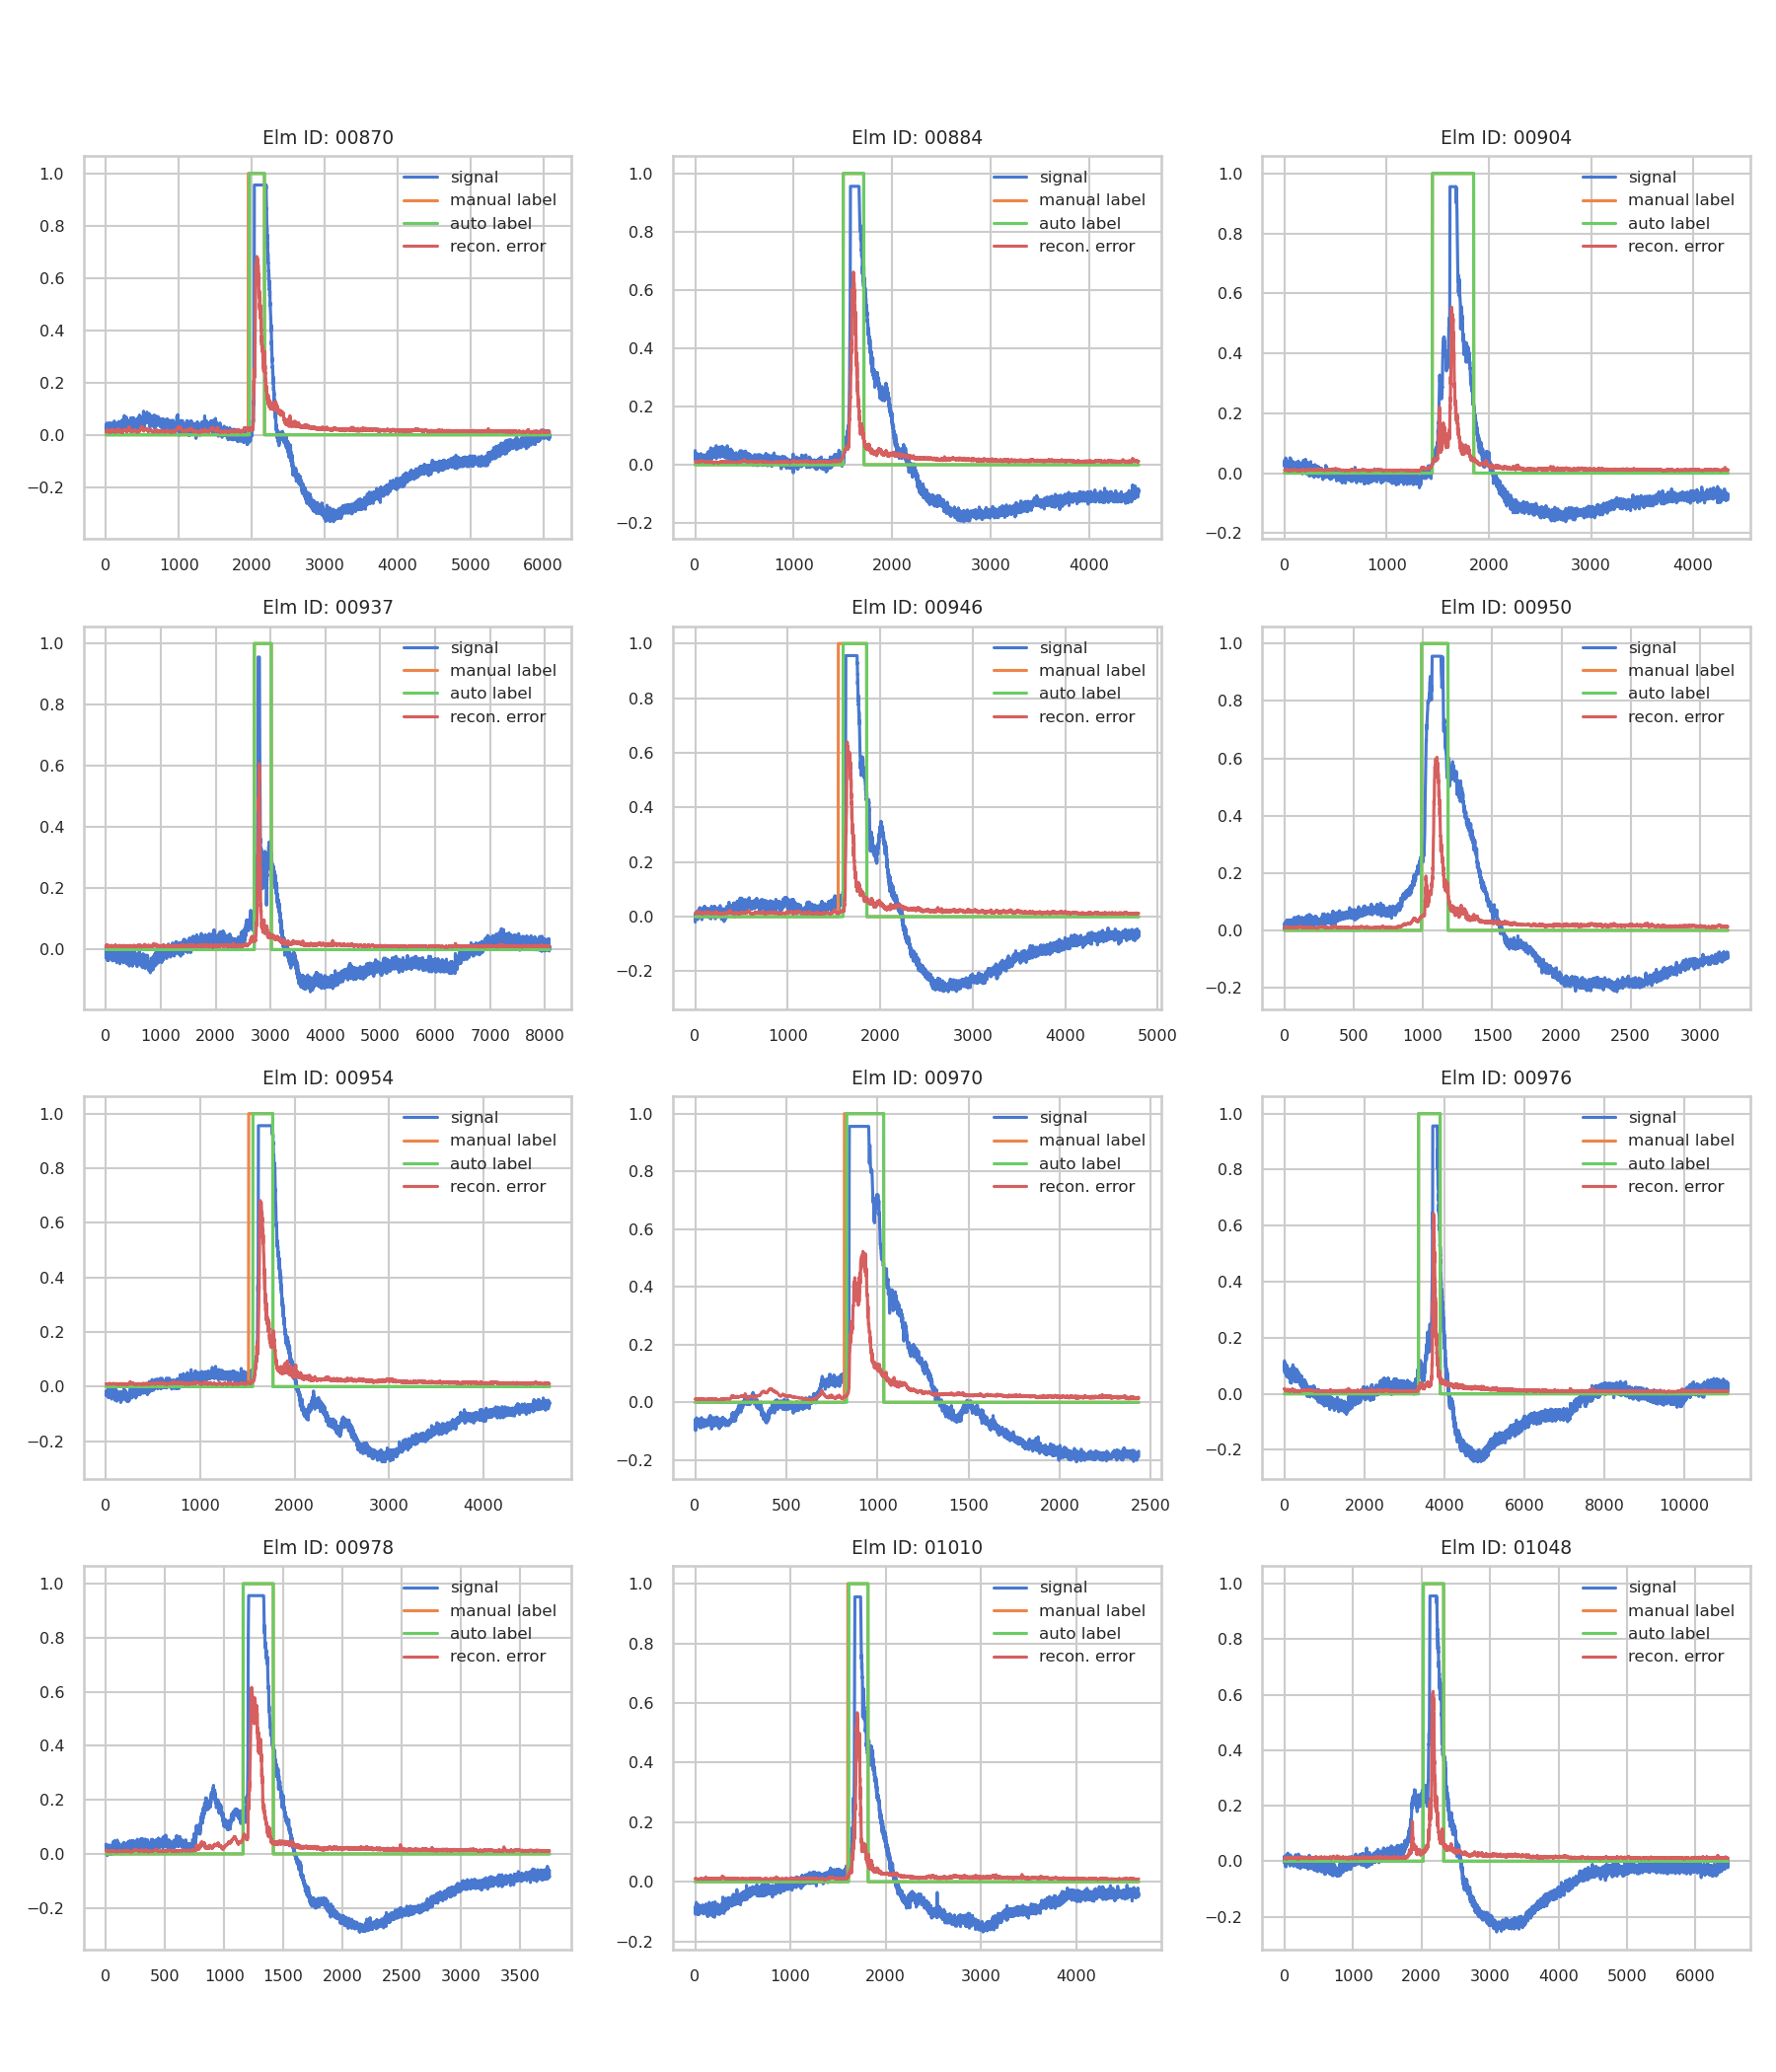 Elm ID: 00870
1.0
0.8
0.6
0.4
0.2
0.0
−0.2
signal
manual label
auto label
recon. error
0 1000 2000 3000 4000 5000 6000
Elm ID: 00884
1.0
0.8
0.6
0.4
0.2
0.0
−0.2
signal
manual label
auto label
recon. error
0 1000 2000 3000 4000
Elm ID: 00904
1.0
0.8
0.6
0.4
0.2
0.0
−0.2
signal
manual label
auto label
recon. error
0 1000 2000 3000 4000
Elm ID: 00937
1.0
0.8
0.6
0.4
0.2
0.0
signal
manual label
auto label
recon. error
0 1000 2000 3000 4000 5000 6000 7000 8000
Elm ID: 00946
1.0
0.8
0.6
0.4
0.2
0.0
−0.2
signal
manual label
auto label
recon. error
0 1000 2000 3000 4000 5000
Elm ID: 00950
1.0
0.8
0.6
0.4
0.2
0.0
−0.2
signal
manual label
auto label
recon. error
0 500 1000 1500 2000 2500 3000
Elm ID: 00954
1.0
0.8
0.6
0.4
0.2
0.0
−0.2
signal
manual label
auto label
recon. error
0 1000 2000 3000 4000
Elm ID: 00970
1.0
0.8
0.6
0.4
0.2
0.0
−0.2
signal
manual label
auto label
recon. error
0 500 1000 1500 2000 2500
Elm ID: 00976
1.0
0.8
0.6
0.4
0.2
0.0
−0.2
signal
manual label
auto label
recon. error
0 2000 4000 6000 8000 10000
Elm ID: 00978
1.0
0.8
0.6
0.4
0.2
0.0
−0.2
signal
manual label
auto label
recon. error
0 500 1000 1500 2000 2500 3000 3500
Elm ID: 01010
1.0
0.8
0.6
0.4
0.2
0.0
−0.2
signal
manual label
auto label
recon. error
0 1000 2000 3000 4000
Elm ID: 01048
1.0
0.8
0.6
0.4
0.2
0.0
−0.2
signal
manual label
auto label
recon. error
0 1000 2000 3000 4000 5000 6000